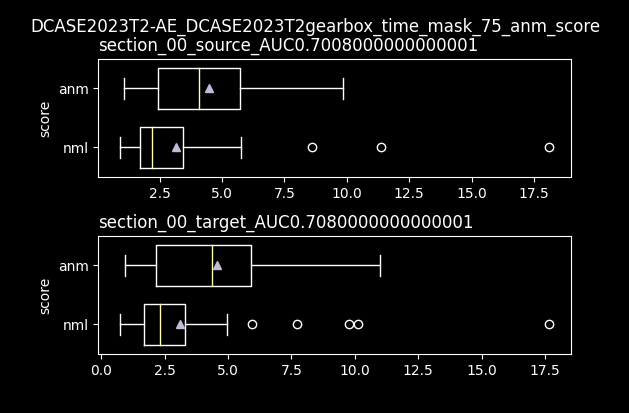 DCASE2023T2-AE_DCASE2023T2gearbox_time_mask_75_anm_score
section_00_source_AUC0.7008000000000001
anm
nml
score
2.5 5.0 7.5 10.0 12.5 15.0 17.5
section_00_target_AUC0.7080000000000001
anm
nml
score
0.0 2.5 5.0 7.5 10.0 12.5 15.0 17.5